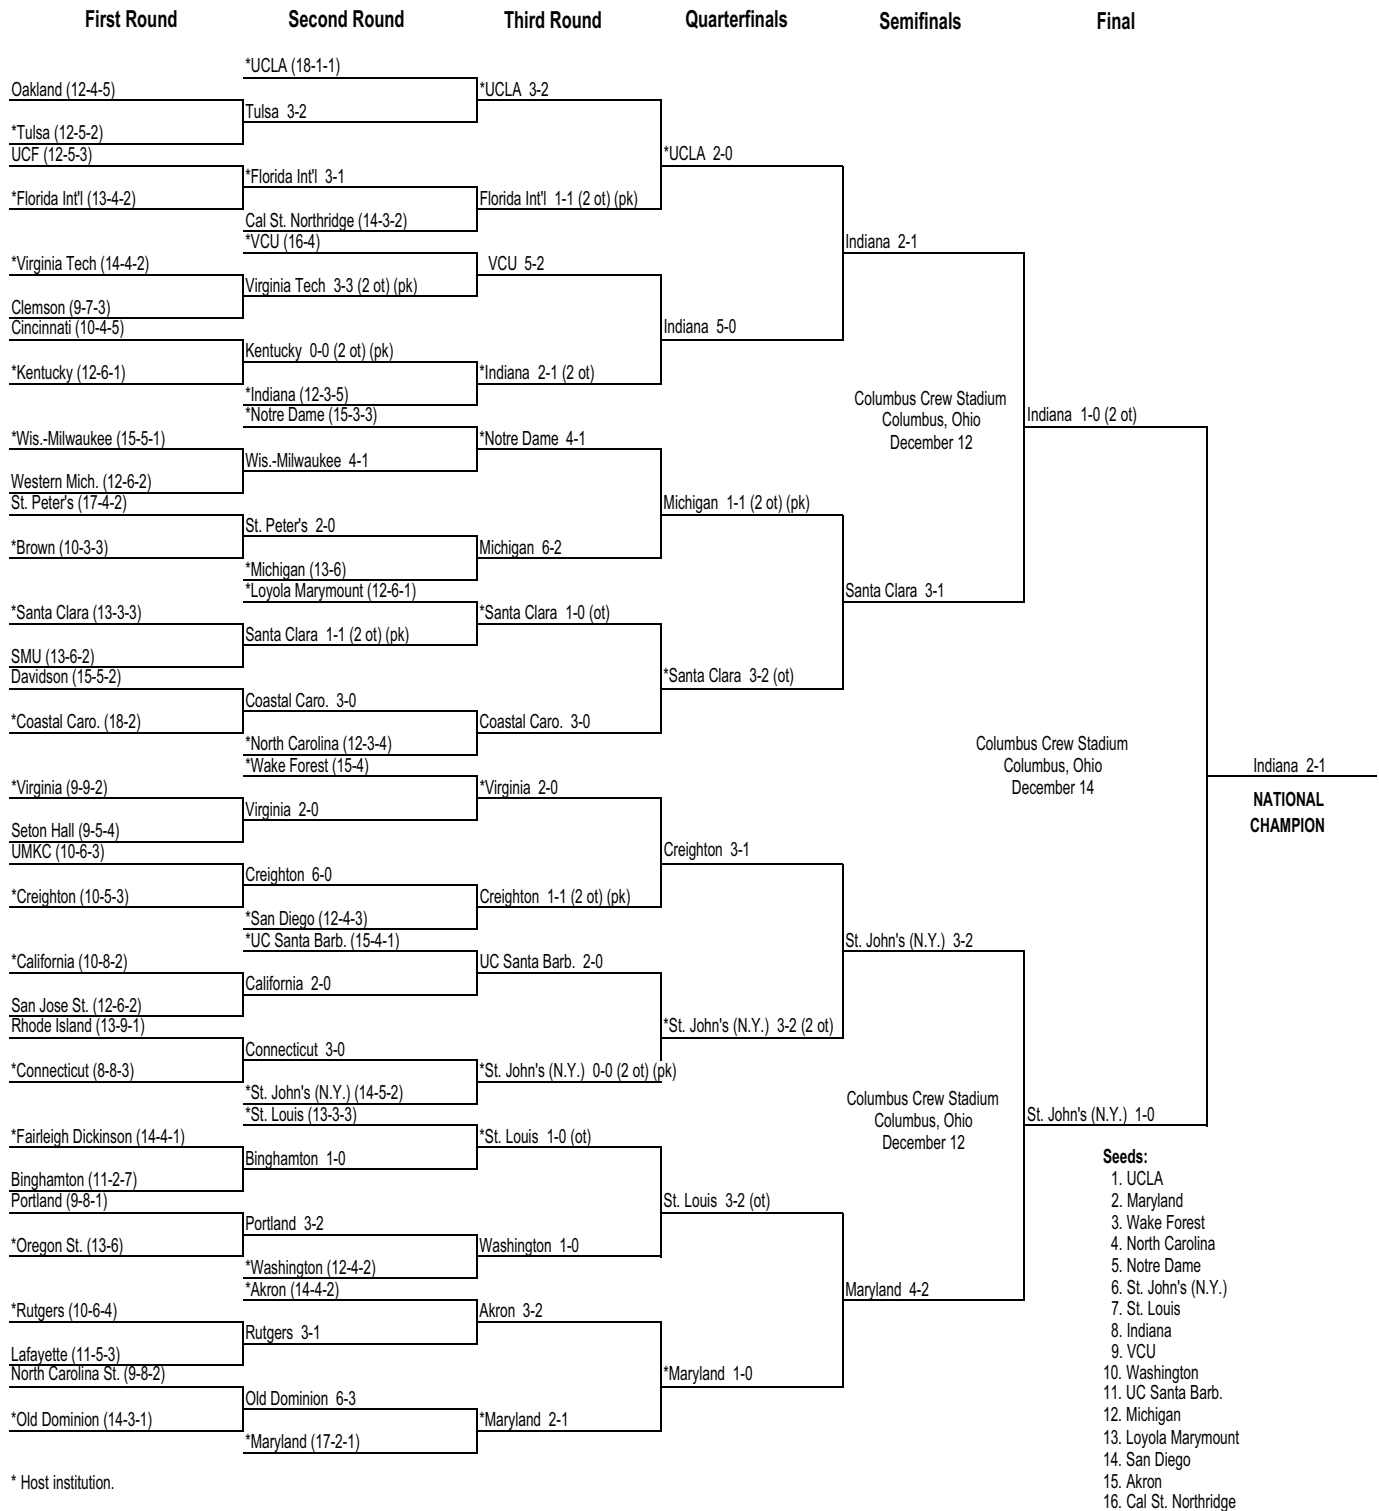 First Round
Second Round
Third Round
Quarterfinals
Semifinals
Final
Oakland (12-4-5)
*Tulsa (12-5-2)
UCF (12-5-3)
*Florida Int'l (13-4-2)
*Virginia Tech (14-4-2)
Clemson (9-7-3)
Cincinnati (10-4-5)
*Kentucky (12-6-1)
*Wis.-Milwaukee (15-5-1)
Western Mich. (12-6-2)
St. Peter's (17-4-2)
*Brown (10-3-3)
*Santa Clara (13-3-3)
SMU (13-6-2)
Davidson (15-5-2)
*Coastal Caro. (18-2)
*Virginia (9-9-2)
Seton Hall (9-5-4)
UMKC (10-6-3)
*Creighton (10-5-3)
*California (10-8-2)
San Jose St. (12-6-2)
Rhode Island (13-9-1)
*Connecticut (8-8-3)
*Fairleigh Dickinson (14-4-1)
Binghamton (11-2-7)
Portland (9-8-1)
*Oregon St. (13-6)
*Rutgers (10-6-4)
Lafayette (11-5-3)
North Carolina St. (9-8-2)
*Old Dominion (14-3-1)
*UCLA (18-1-1)
Tulsa 3-2
*Florida Int'l 3-1
Cal St. Northridge (14-3-2)
*VCU (16-4)
Virginia Tech 3-3 (2 ot) (pk)
Kentucky 0-0 (2 ot) (pk)
*Indiana (12-3-5)
*Notre Dame (15-3-3)
Wis.-Milwaukee 4-1
St. Peter's 2-0
*Michigan (13-6)
*Loyola Marymount (12-6-1)
Santa Clara 1-1 (2 ot) (pk)
Coastal Caro. 3-0
*North Carolina (12-3-4)
*Wake Forest (15-4)
Virginia 2-0
Creighton 6-0
*San Diego (12-4-3)
*UC Santa Barb. (15-4-1)
California 2-0
Connecticut 3-0
*St. John's (N.Y.) (14-5-2)
*St. Louis (13-3-3)
Binghamton 1-0
Portland 3-2
*Washington (12-4-2)
*Akron (14-4-2)
Rutgers 3-1
Old Dominion 6-3
*Maryland (17-2-1)
*UCLA 3-2
Florida Int'l 1-1 (2 ot) (pk)
VCU 5-2
*Indiana 2-1 (2 ot)
*Notre Dame 4-1
Michigan 6-2
*Santa Clara 1-0 (ot)
Coastal Caro. 3-0
*Virginia 2-0
Creighton 1-1 (2 ot) (pk)
UC Santa Barb. 2-0
*St. John's (N.Y.) 0-0 (2 ot) (pk)
*St. Louis 1-0 (ot)
Washington 1-0
Akron 3-2
*Maryland 2-1
*UCLA 2-0
Indiana 5-0
Michigan 1-1 (2 ot) (pk)
*Santa Clara 3-2 (ot)
Creighton 3-1
*St. John's (N.Y.) 3-2 (2 ot)
St. Louis 3-2 (ot)
*Maryland 1-0
Indiana 2-1
Columbus Crew Stadium
Columbus, Ohio
December 12
Santa Clara 3-1
St. John's (N.Y.) 3-2
Columbus Crew Stadium
Columbus, Ohio
December 12
Maryland 4-2
Indiana 1-0 (2 ot)
Columbus Crew Stadium
Columbus, Ohio
December 14
St. John's (N.Y.) 1-0
Indiana 2-1
NATIONAL
CHAMPION
Seeds:
1. UCLA
2. Maryland
3. Wake Forest
4. North Carolina
5. Notre Dame
6. St. John's (N.Y.)
7. St. Louis
8. Indiana
9. VCU
10. Washington
11. UC Santa Barb.
12. Michigan
13. Loyola Marymount
14. San Diego
15. Akron
16. Cal St. Northridge
* Host institution.